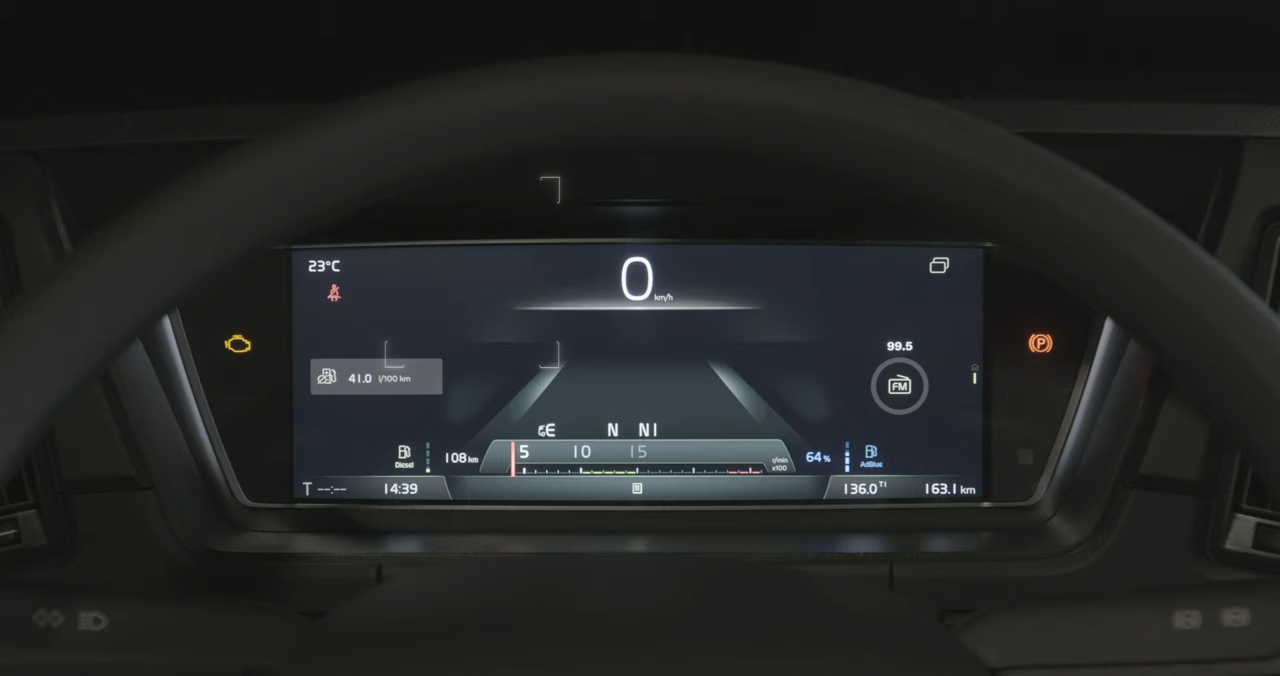 23°C
0 km/h
99.5
FM
41.0 l/100 km
E N N I
5 10 15
r/min x100
Diesel
108 km
64 %
AdBlue
T --:-- 14:39
136.0 T1 163.1 km
P